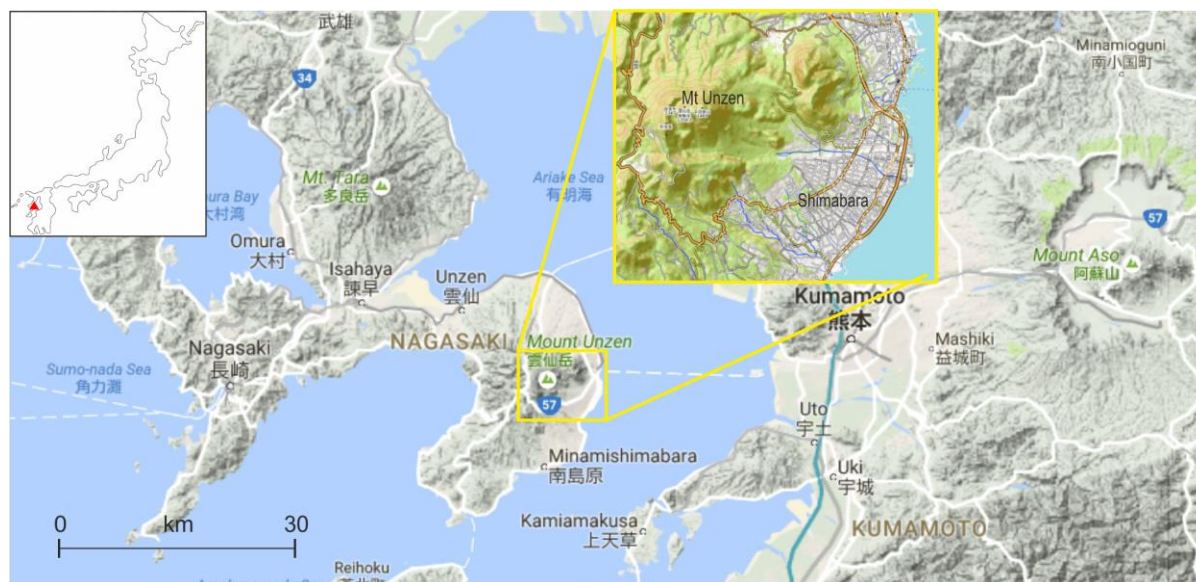 武雄
34
Mt. Tara
多良岳
Ariake Sea
有明海
ura Bay
大村湾
Omura
大村
Isahaya
諫早
Unzen
雲仙
NAGASAKI
Nagasaki
長崎
Sumo-nada Sea
角力灘
Mount Unzen
雲仙岳
57
Minamishimabara
南島原
Kamiamakusa
上天草
Reihoku
0 km 30
Mt Unzen
Shimabara
Minamioguni
南小国町
57
Mount Aso
阿蘇山
Kumamoto
熊本
Mashiki
益城町
Uto
宇土
Uki
宇城
KUMAMOTO